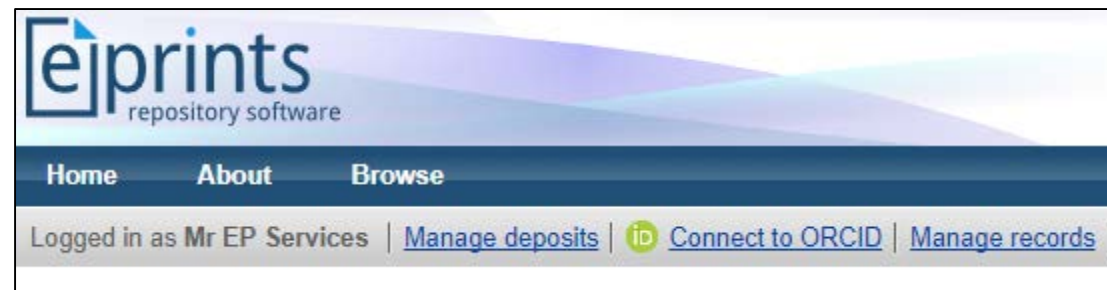 eprints
repository software
Home About Browse
Logged in as Mr EP Services | Manage deposits | iD Connect to ORCID | Manage records